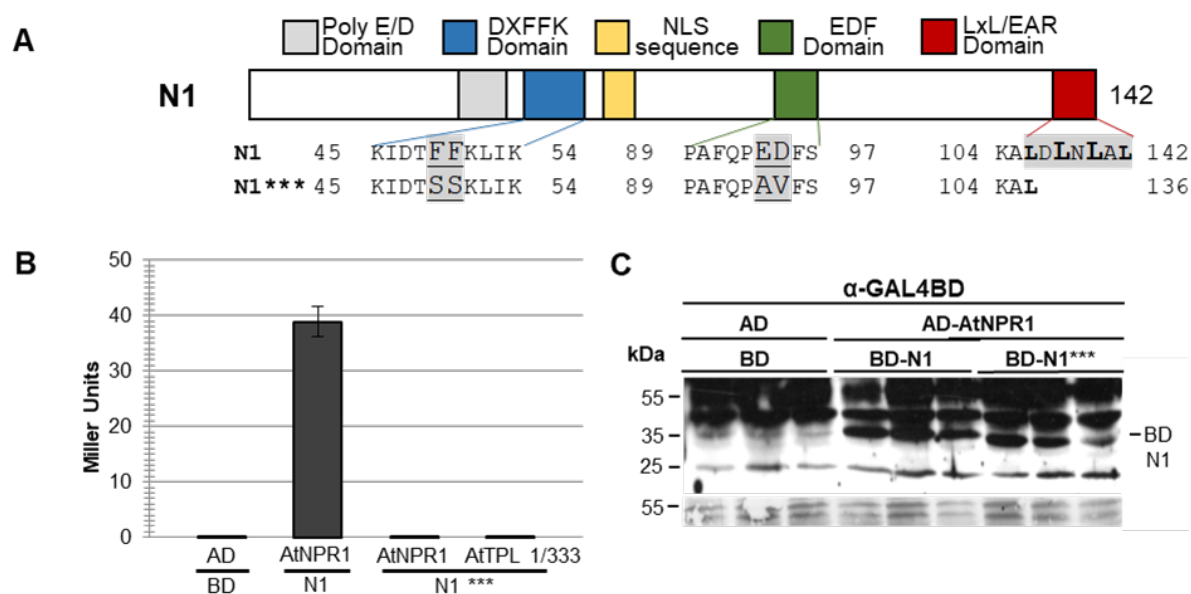 A
Poly E/D Domain
DXFFK Domain
NLS sequence
EDF Domain
LxL/EAR Domain
N1
142
N1 45 KIDTFFKLIK 54 89 PAFQPEDFS 97 104 KALDLNLAL 142
N1*** 45 KIDTSSKLIK 54 89 PAFQPAVFS 97 104 KAL 136
B
Miller Units
50
40
30
20
10
0
AD AtNPR1 AtNPR1 AtTPL 1/333
BD N1 N1 ***
C
α-GAL4BD
AD AD-AtNPR1
kDa BD BD-N1 BD-N1***
55
35
25
55
BD
N1